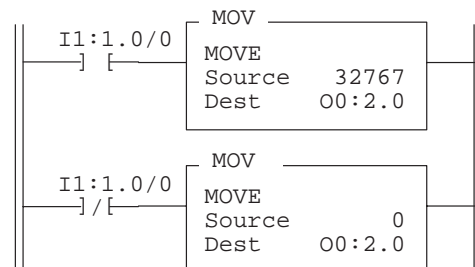 MOV
I1:1.0/0
MOVE
] [
Source 32767
Dest O0:2.0
MOV
I1:1.0/0
MOVE
]/[
Source 0
Dest O0:2.0